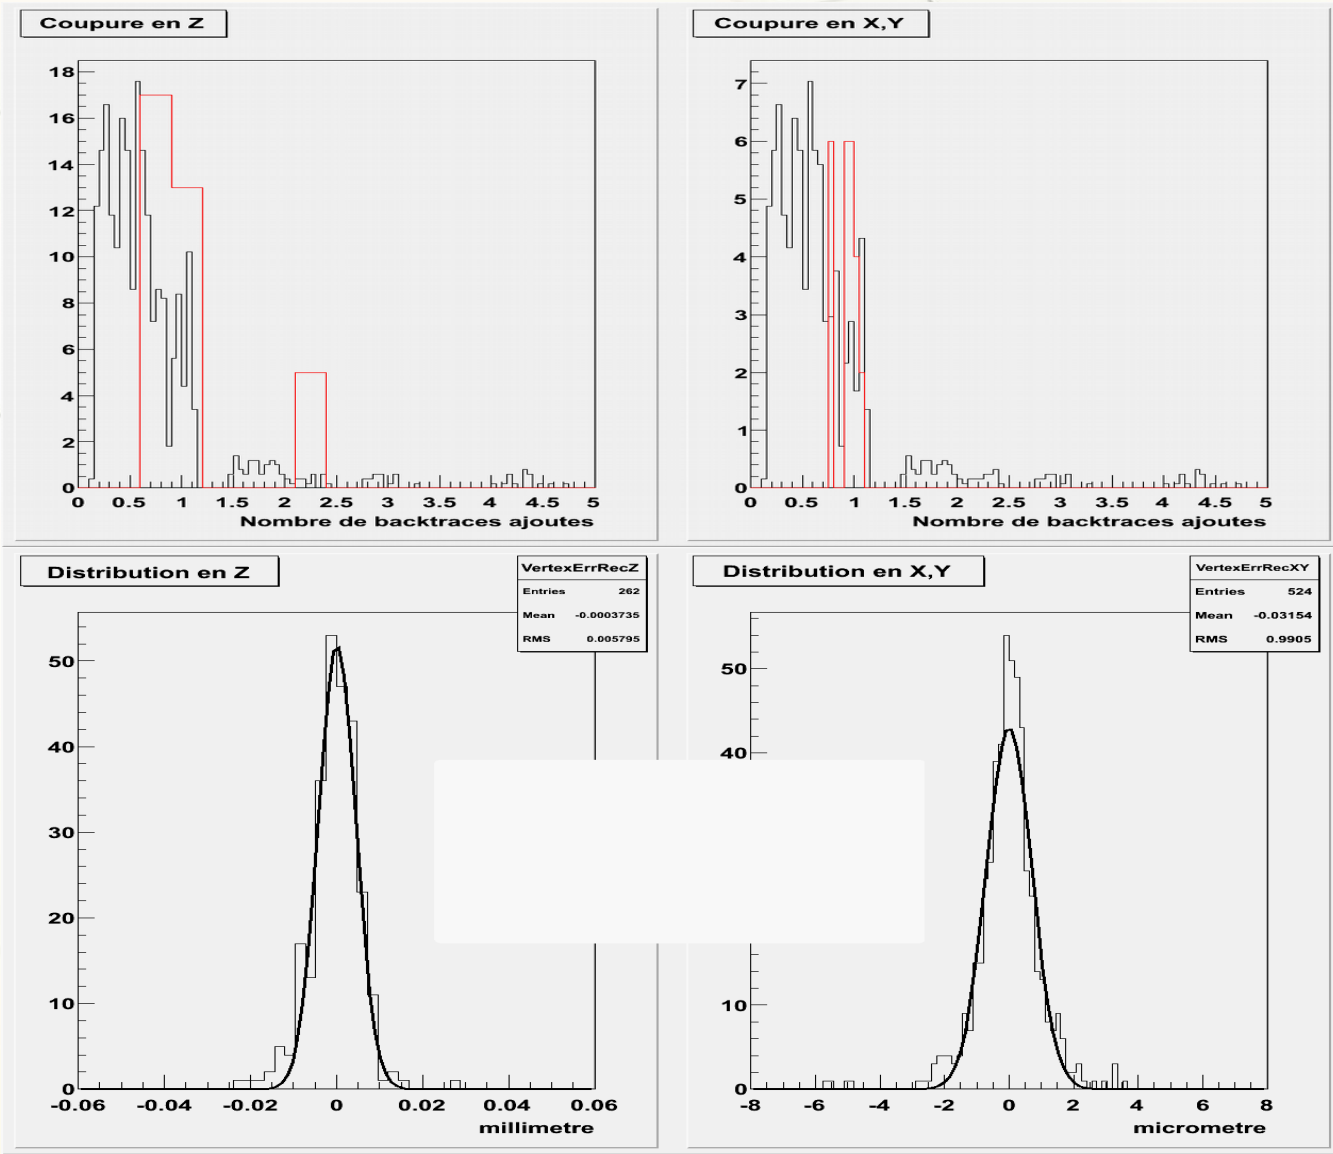 Coupure en Z
18
16
14
12
10
8
6
4
2
0
0 0.5 1 1.5 2 2.5 3 3.5 4 4.5 5
Nombre de backtraces ajoutes
Coupure en X,Y
7
6
5
4
3
2
1
0
0 0.5 1 1.5 2 2.5 3 3.5 4 4.5 5
Nombre de backtraces ajoutes
Distribution en Z
VertexErrRecZ
Entries 262
Mean -0.0003735
RMS 0.005795
50
40
30
20
10
0
-0.06 -0.04 -0.02 0 0.02 0.04 0.06
millimetre
Distribution en X,Y
VertexErrRecXY
Entries 524
Mean -0.03154
RMS 0.9905
50
40
10
0
-8 -6 -4 -2 0 2 4 6 8
micrometre